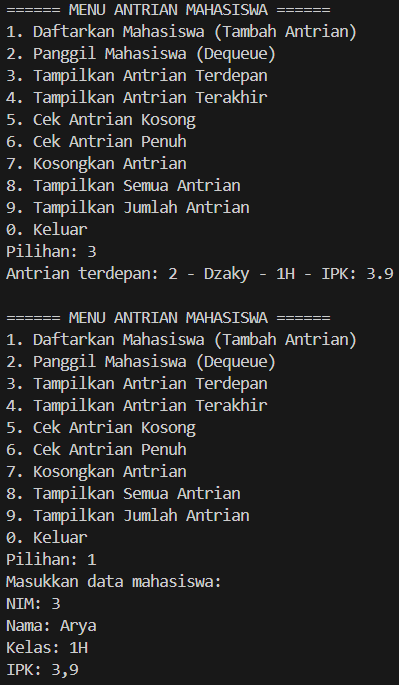 ====== MENU ANTRIAN MAHASISWA ======
1. Daftarkan Mahasiswa (Tambah Antrian)
2. Panggil Mahasiswa (Dequeue)
3. Tampilkan Antrian Terdepan
4. Tampilkan Antrian Terakhir
5. Cek Antrian Kosong
6. Cek Antrian Penuh
7. Kosongkan Antrian
8. Tampilkan Semua Antrian
9. Tampilkan Jumlah Antrian
0. Keluar
Pilihan: 3
Antrian terdepan: 2 - Dzaky - 1H - IPK: 3.9
====== MENU ANTRIAN MAHASISWA ======
1. Daftarkan Mahasiswa (Tambah Antrian)
2. Panggil Mahasiswa (Dequeue)
3. Tampilkan Antrian Terdepan
4. Tampilkan Antrian Terakhir
5. Cek Antrian Kosong
6. Cek Antrian Penuh
7. Kosongkan Antrian
8. Tampilkan Semua Antrian
9. Tampilkan Jumlah Antrian
0. Keluar
Pilihan: 1
Masukkan data mahasiswa:
NIM: 3
Nama: Arya
Kelas: 1H
IPK: 3,9